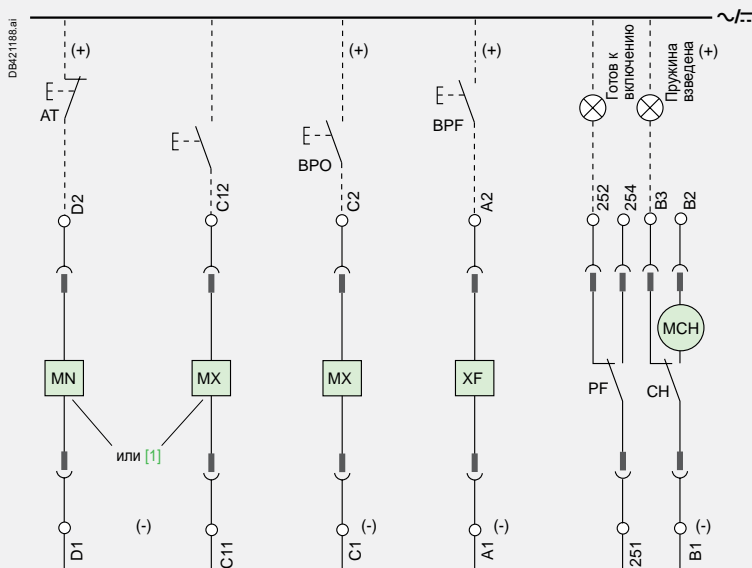 DB421188.ai
~/⎓
(+)
(+)
(+)
Готов к
включению
Пружина
взведена
(+)
AT
BPO
BPF
D2
C12
C2
A2
252
254
B3
B2
MCH
MN
MX
MX
XF
PF
CH
или [1]
(-)
(-)
(-)
(-)
D1
C11
C1
A1
251
B1